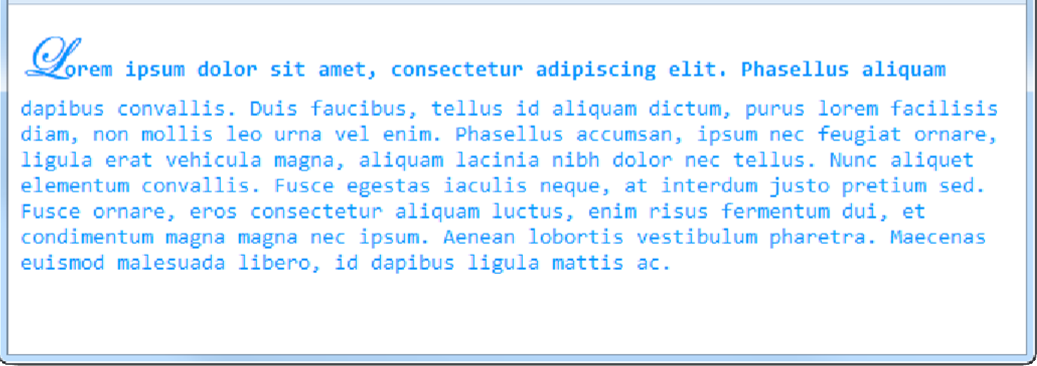 Lorem ipsum dolor sit amet, consectetur adipiscing elit. Phasellus aliquam
dapibus convallis. Duis faucibus, tellus id aliquam dictum, purus lorem facilisis
diam, non mollis leo urna vel enim. Phasellus accumsan, ipsum nec feugiat ornare,
ligula erat vehicula magna, aliquam lacinia nibh dolor nec tellus. Nunc aliquet
elementum convallis. Fusce egestas iaculis neque, at interdum justo pretium sed.
Fusce ornare, eros consectetur aliquam luctus, enim risus fermentum dui, et
condimentum magna magna nec ipsum. Aenean lobortis vestibulum pharetra. Maecenas
euismod malesuada libero, id dapibus ligula mattis ac.